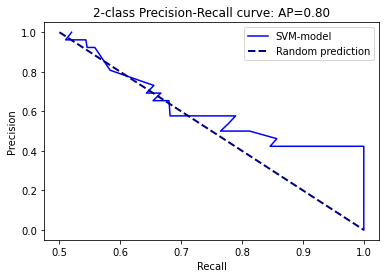 2-class Precision-Recall curve: AP=0.80
SVM-model
Random prediction
Precision
1.0
0.8
0.6
0.4
0.2
0.0
0.5 0.6 0.7 0.8 0.9 1.0
Recall